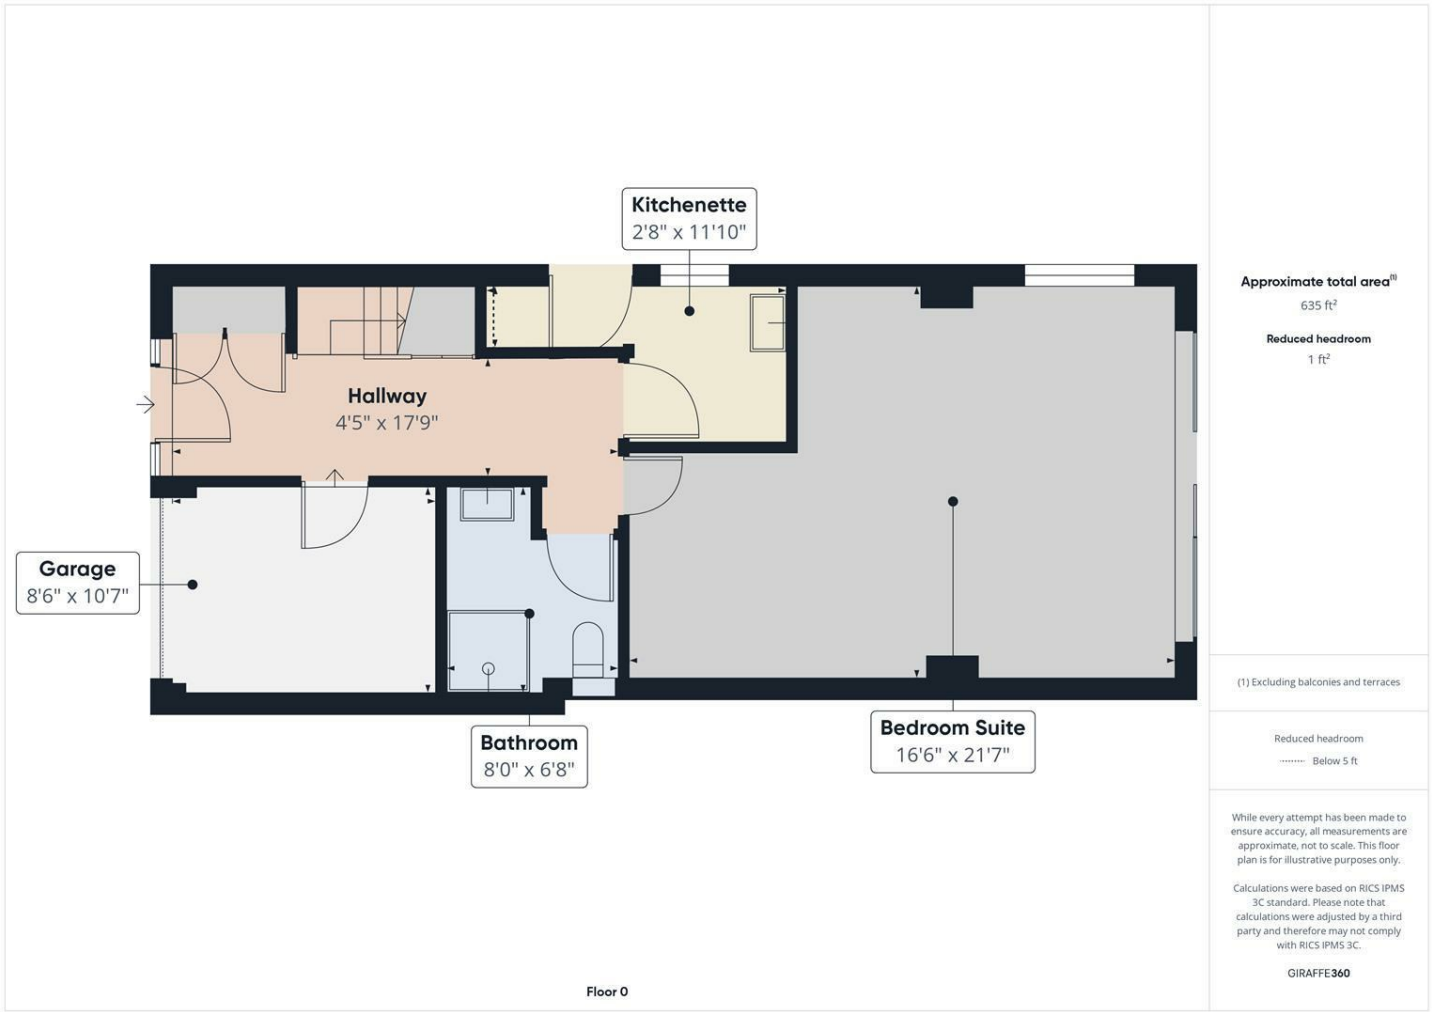 Kitchenette
2'8" x 11'10"
Hallway
4'5" x 17'9"
Garage
8'6" x 10'7"
Bathroom
8'0" x 6'8"
Bedroom Suite
16'6" x 21'7"
Floor 0
Approximate total area(1)
635 ft²
Reduced headroom
1 ft²
(1) Excluding balconies and terraces
Reduced headroom
Below 5 ft
While every attempt has been made to
ensure accuracy, all measurements are
approximate, not to scale. This floor
plan is for illustrative purposes only.
Calculations were based on RICS IPMS
3C standard. Please note that
calculations were adjusted by a third
party and therefore may not comply
with RICS IPMS 3C.
GIRAFFE360